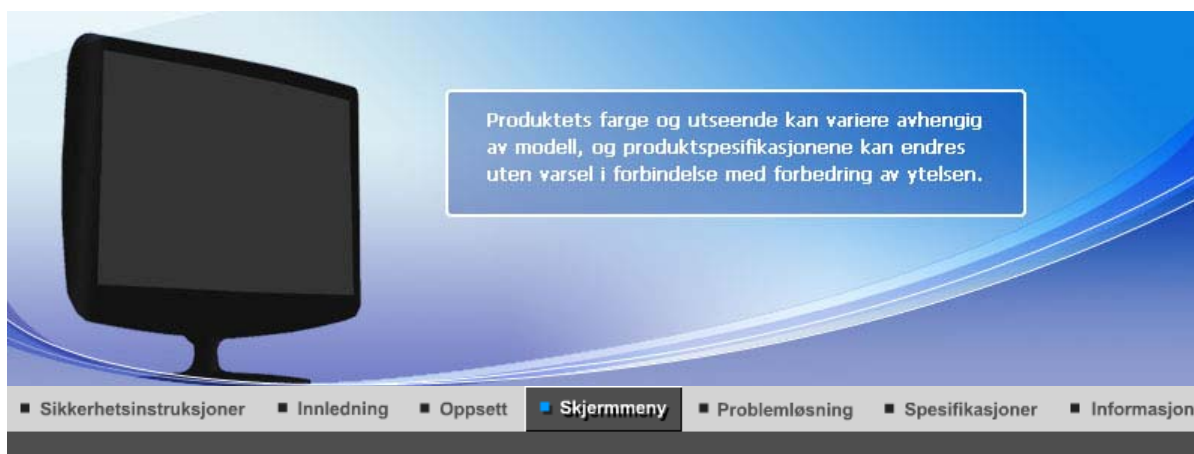 Produktets farge og utseende kan variere avhengig
av modell, og produktspesifikasjonene kan endres
uten varsel i forbindelse med forbedring av ytelsen.
Sikkerhetsinstruksjoner Innledning Oppsett Skjermmeny Problemløsning Spesifikasjoner Informasjon